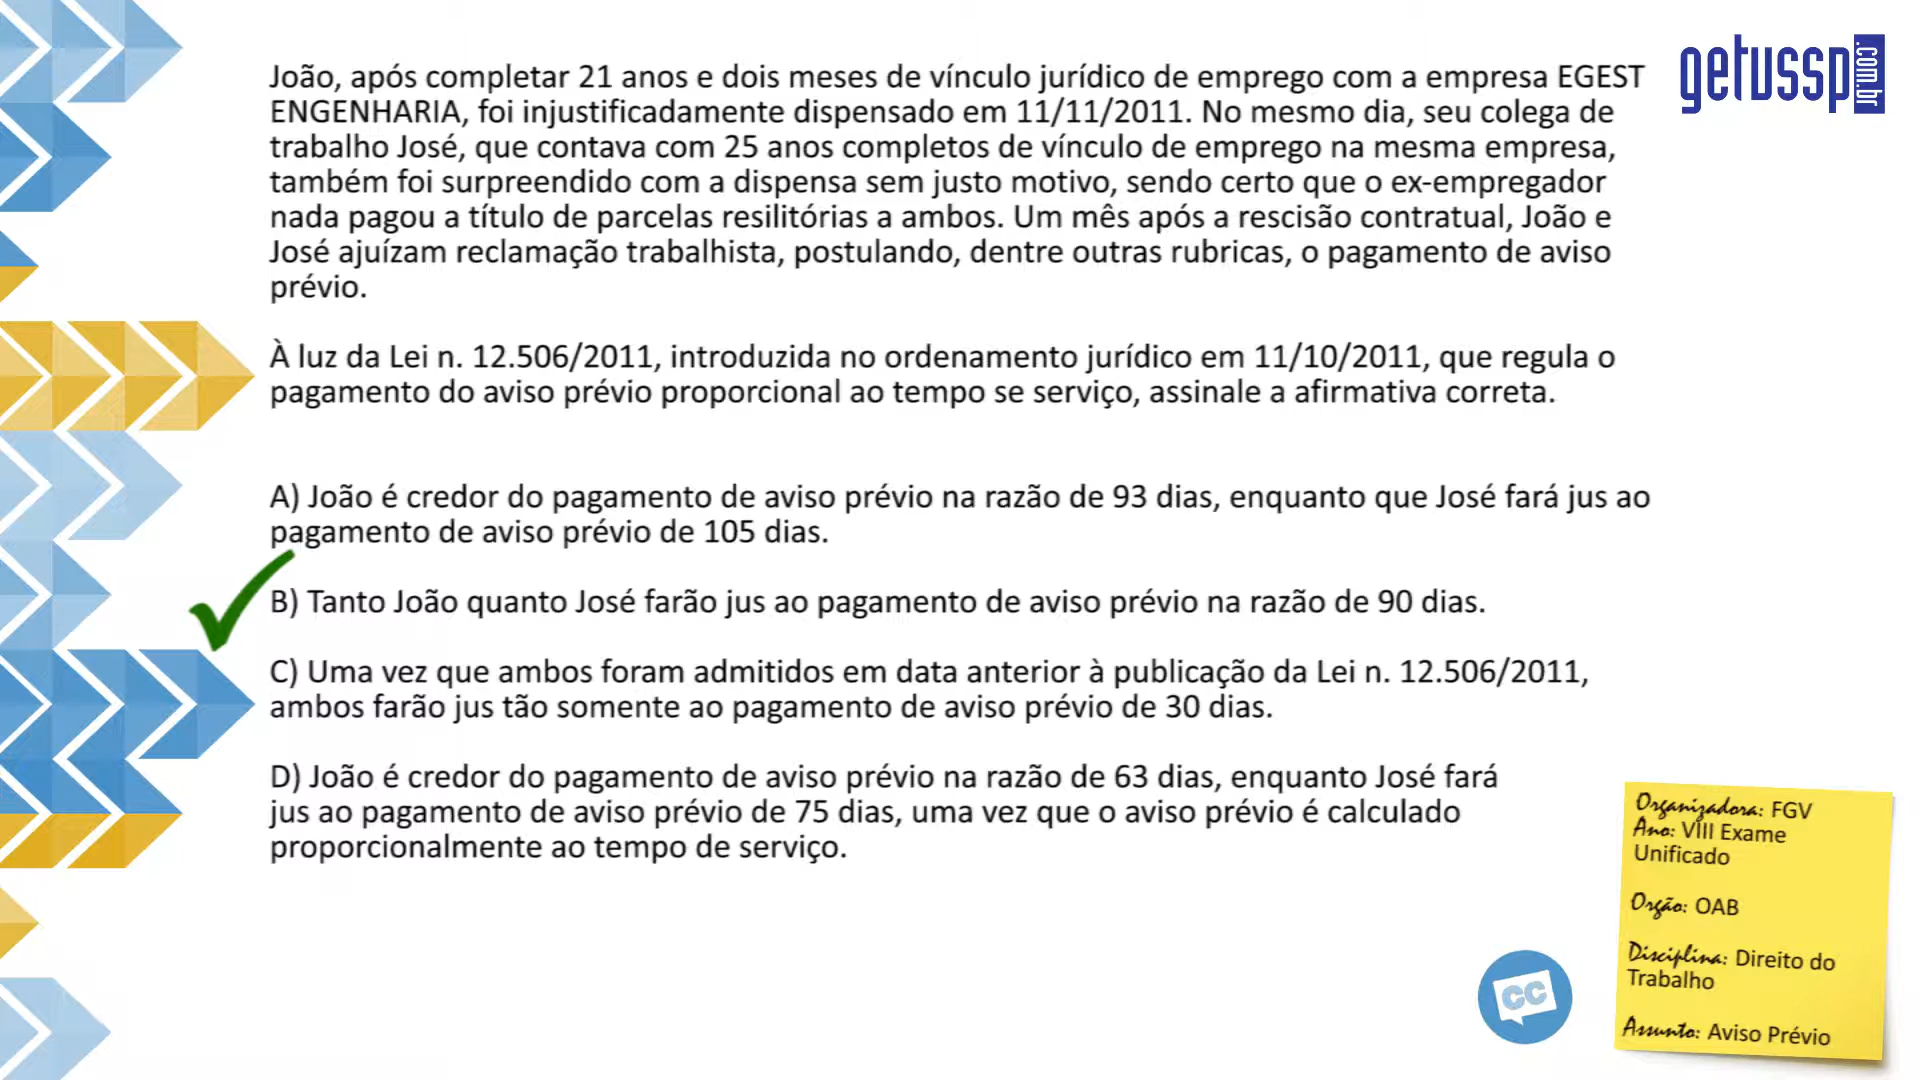 João, após completar 21 anos e dois meses de vínculo jurídico de emprego com a empresa EGEST
ENGENHARIA, foi injustificadamente dispensado em 11/11/2011. No mesmo dia, seu colega de
trabalho José, que contava com 25 anos completos de vínculo de emprego na mesma empresa,
também foi surpreendido com a dispensa sem justo motivo, sendo certo que o ex-empregador
nada pagou a título de parcelas resilitórias a ambos. Um mês após a rescisão contratual, João e
José ajuízam reclamação trabalhista, postulando, dentre outras rubricas, o pagamento de aviso
prévio.
À luz da Lei n. 12.506/2011, introduzida no ordenamento jurídico em 11/10/2011, que regula o
pagamento do aviso prévio proporcional ao tempo se serviço, assinale a afirmativa correta.
A) João é credor do pagamento de aviso prévio na razão de 93 dias, enquanto que José fará jus ao
pagamento de aviso prévio de 105 dias.
B) Tanto João quanto José farão jus ao pagamento de aviso prévio na razão de 90 dias.
C) Uma vez que ambos foram admitidos em data anterior à publicação da Lei n. 12.506/2011,
ambos farão jus tão somente ao pagamento de aviso prévio de 30 dias.
D) João é credor do pagamento de aviso prévio na razão de 63 dias, enquanto José fará
jus ao pagamento de aviso prévio de 75 dias, uma vez que o aviso prévio é calculado
proporcionalmente ao tempo de serviço.
getussp.com.br
Organizadora: FGV
Ano: VIII Exame
Unificado
Orgão: OAB
Disciplina: Direito do
Trabalho
Assunto: Aviso Prévio
CC